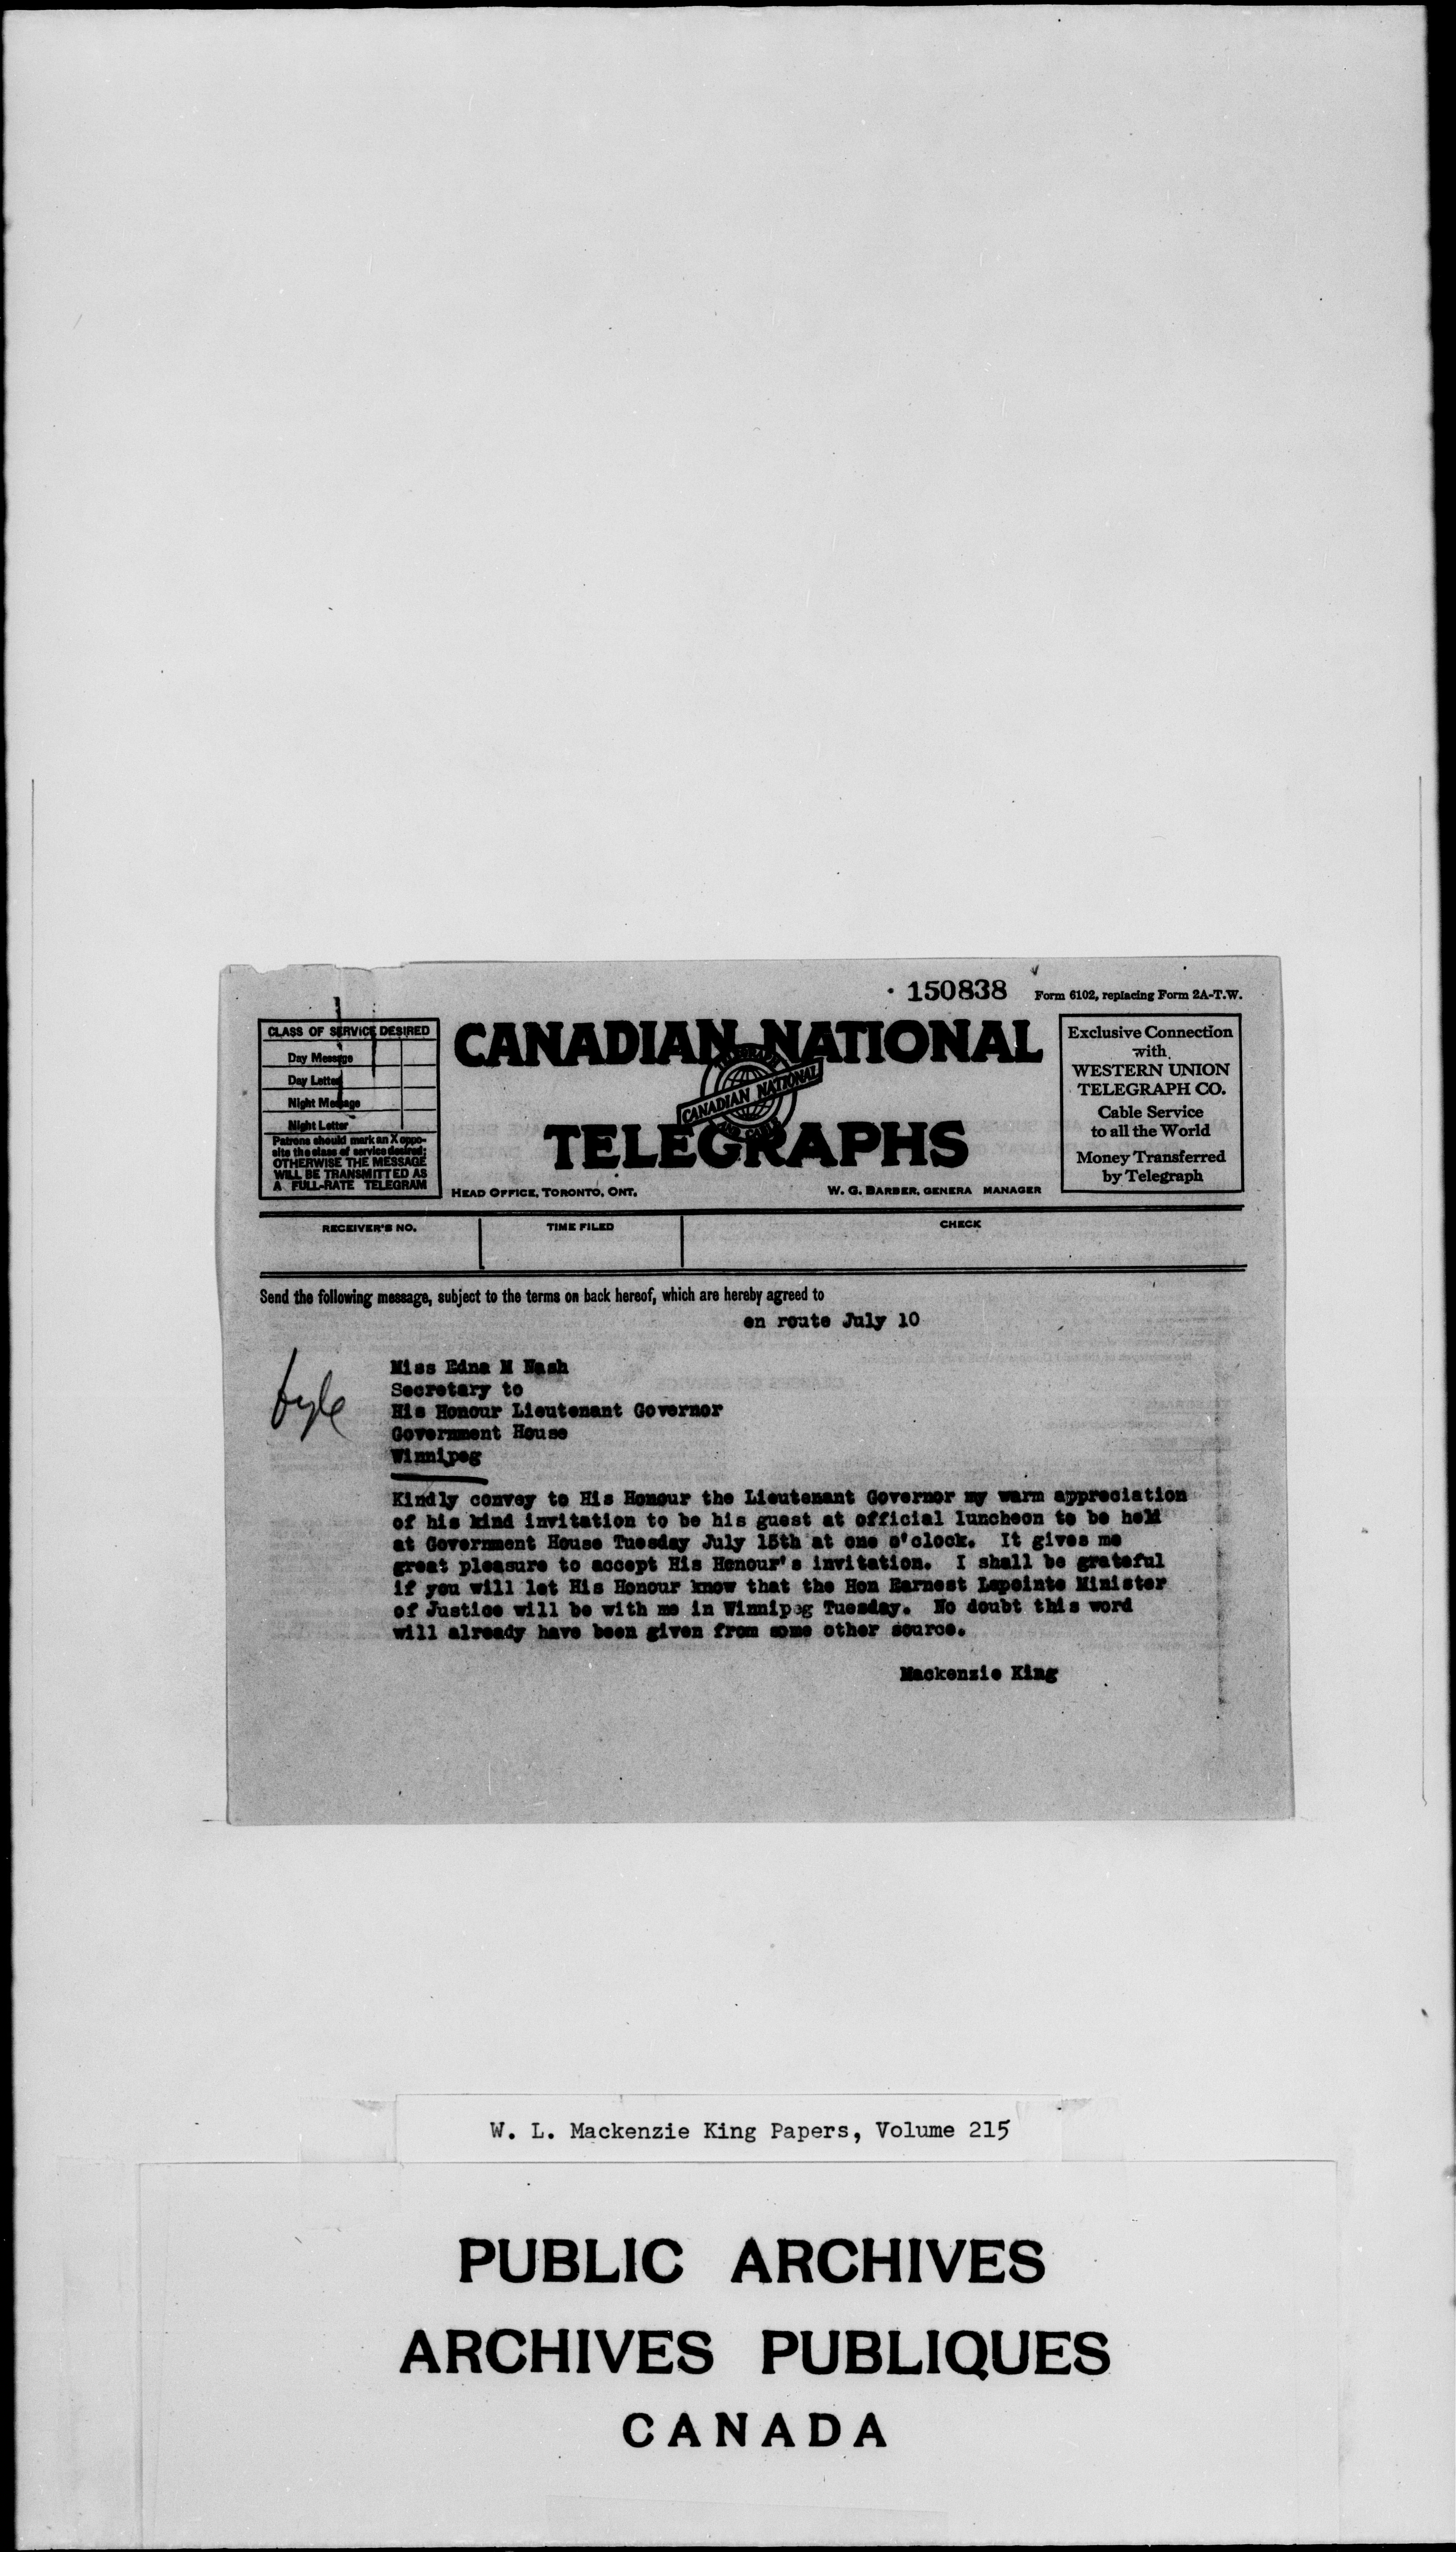 150838
Form 6102, replacing Form 2A-T.W.
CLASS OF SERVICE DESIRED
Day Message
Day Letter
Night Message
Night Letter
Patrons should mark an X oppo-
site the class of service desired;
OTHERWISE THE MESSAGE
WILL BE TRANSMITTED AS
A FULL-RATE TELEGRAM
CANADIAN NATIONAL
TELEGRAPH
CANADIAN NATIONAL
AND CABLE
TELEGRAPHS
HEAD OFFICE, TORONTO, ONT.
W. G. BARBER, GENERA MANAGER
Exclusive Connection
with
WESTERN UNION
TELEGRAPH CO.
Cable Service
to all the World
Money Transferred
by Telegraph
RECEIVER'S NO.
TIME FILED
CHECK
Send the following message, subject to the terms on back hereof, which are hereby agreed to
en route July 10
Miss Edna M Nash
Secretary to
His Honour Lieutenant Governor
Government House
Winnipeg
Kindly convey to His Honour the Lieutenant Governor my warm appreciation
of his kind invitation to be his guest at official luncheon to be held
at Government House Tuesday July 15th at one o'clock. It gives me
great pleasure to accept His Honour's invitation. I shall be grateful
if you will let His Honour know that the Hon Earnest Lapointe Minister
of Justice will be with me in Winnipeg Tuesday. No doubt this word
will already have been given from some other source.
Mackenzie King
W. L. Mackenzie King Papers, Volume 215
PUBLIC ARCHIVES
ARCHIVES PUBLIQUES
CANADA